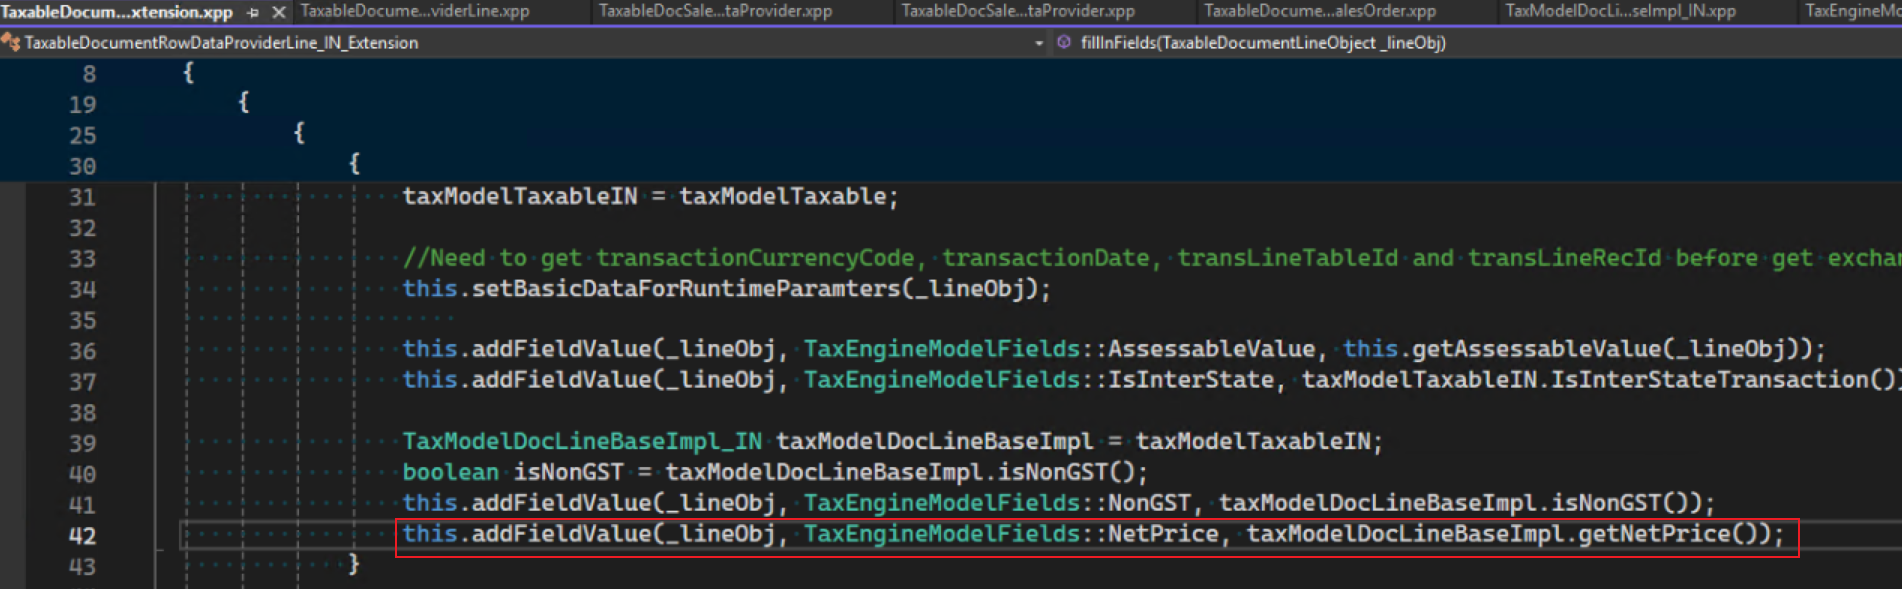 TaxableDocum...xtension.xpp TaxableDocume...viderLine.xpp TaxableDocSale...taProvider.xpp TaxableDocSale...taProvider.xpp TaxableDocume...alesOrder.xpp TaxModelDocLi...seImpl_IN.xpp TaxEngineMo
TaxableDocumentRowDataProviderLine_IN_Extension fillInFields(TaxableDocumentLineObject _lineObj)
8 {
19 {
25 {
30 {
31 taxModelTaxableIN = taxModelTaxable;
32
33 //Need to get transactionCurrencyCode, transactionDate, transLineTableId and transLineRecId before get exchan
34 this.setBasicDataForRuntimeParamters(_lineObj);
35
36 this.addFieldValue(_lineObj, TaxEngineModelFields::AssessableValue, this.getAssessableValue(_lineObj));
37 this.addFieldValue(_lineObj, TaxEngineModelFields::IsInterState, taxModelTaxableIN.IsInterStateTransaction())
38
39 TaxModelDocLineBaseImpl_IN taxModelDocLineBaseImpl = taxModelTaxableIN;
40 boolean isNonGST = taxModelDocLineBaseImpl.isNonGST();
41 this.addFieldValue(_lineObj, TaxEngineModelFields::NonGST, taxModelDocLineBaseImpl.isNonGST());
42 this.addFieldValue(_lineObj, TaxEngineModelFields::NetPrice, taxModelDocLineBaseImpl.getNetPrice());
43 }